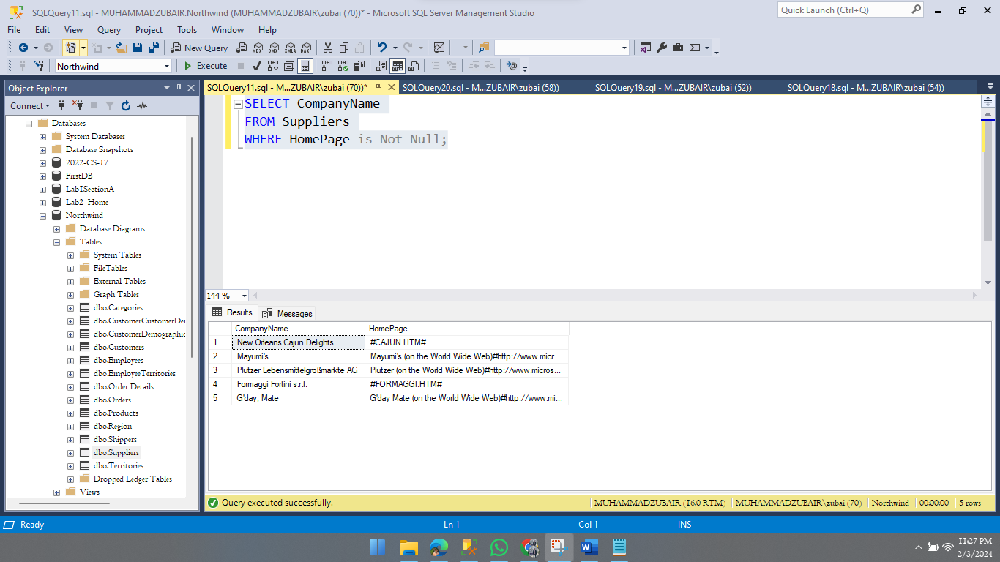 SQLQuery11.sql - MUHAMMADZUBAIR.Northwind (MUHAMMADZUBAIR\zubai (70))* - Microsoft SQL Server Management Studio
Quick Launch (Ctrl+Q)
File Edit View Query Project Tools Window Help
New Query MDX DMX XMLA DAX
Northwind Execute
Object Explorer
Connect
Databases
System Databases
Database Snapshots
2022-CS-17
FirstDB
Lab1SectionA
Lab2_Home
Northwind
Database Diagrams
Tables
System Tables
FileTables
External Tables
Graph Tables
dbo.Categories
dbo.CustomerCustomerDe
dbo.CustomerDemographic
dbo.Customers
dbo.Employees
dbo.EmployeeTerritories
dbo.Order Details
dbo.Orders
dbo.Products
dbo.Region
dbo.Shippers
dbo.Suppliers
dbo.Territories
Dropped Ledger Tables
Views
SQLQuery11.sql - M...ZUBAIR\zubai (70))* SQLQuery20.sql - M...ZUBAIR\zubai (58)) SQLQuery19.sql - M...ZUBAIR\zubai (52)) SQLQuery18.sql - M...ZUBAIR\zubai (54))
SELECT CompanyName
FROM Suppliers
WHERE HomePage is Not Null;
144 %
Results Messages
CompanyName HomePage
1 New Orleans Cajun Delights #CAJUN.HTM#
2 Mayumi's Mayumi's (on the World Wide Web)#http://www.micr...
3 Plutzer Lebensmittelgroßmärkte AG Plutzer (on the World Wide Web)#http://www.micros...
4 Formaggi Fortini s.r.l. #FORMAGGI.HTM#
5 G'day, Mate G'day Mate (on the World Wide Web)#http://www.mi...
Query executed successfully. MUHAMMADZUBAIR (16.0 RTM) MUHAMMADZUBAIR\zubai (70) Northwind 00:00:00 5 rows
Ready Ln 1 Col 1 INS
11:27 PM
2/3/2024